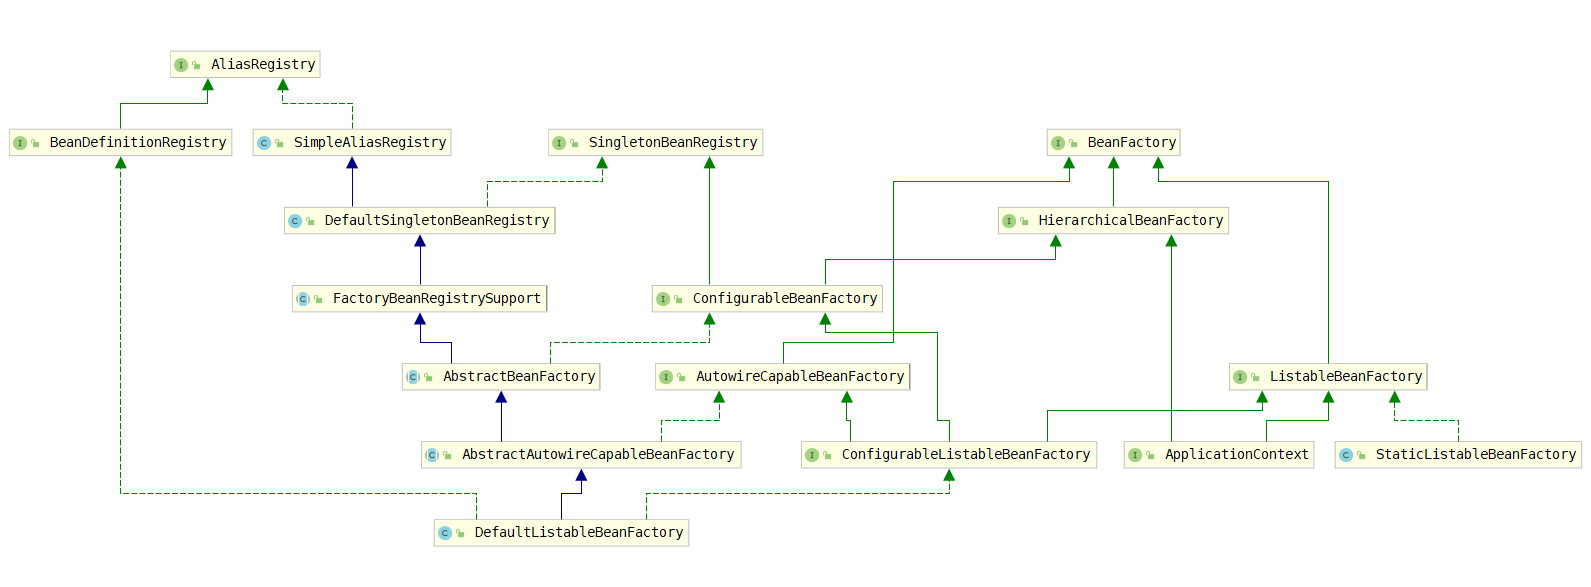 AliasRegistry
BeanDefinitionRegistry
SimpleAliasRegistry
SingletonBeanRegistry
BeanFactory
DefaultSingletonBeanRegistry
HierarchicalBeanFactory
FactoryBeanRegistrySupport
ConfigurableBeanFactory
AbstractBeanFactory
AutowireCapableBeanFactory
ListableBeanFactory
AbstractAutowireCapableBeanFactory
ConfigurableListableBeanFactory
ApplicationContext
StaticListableBeanFactory
DefaultListableBeanFactory